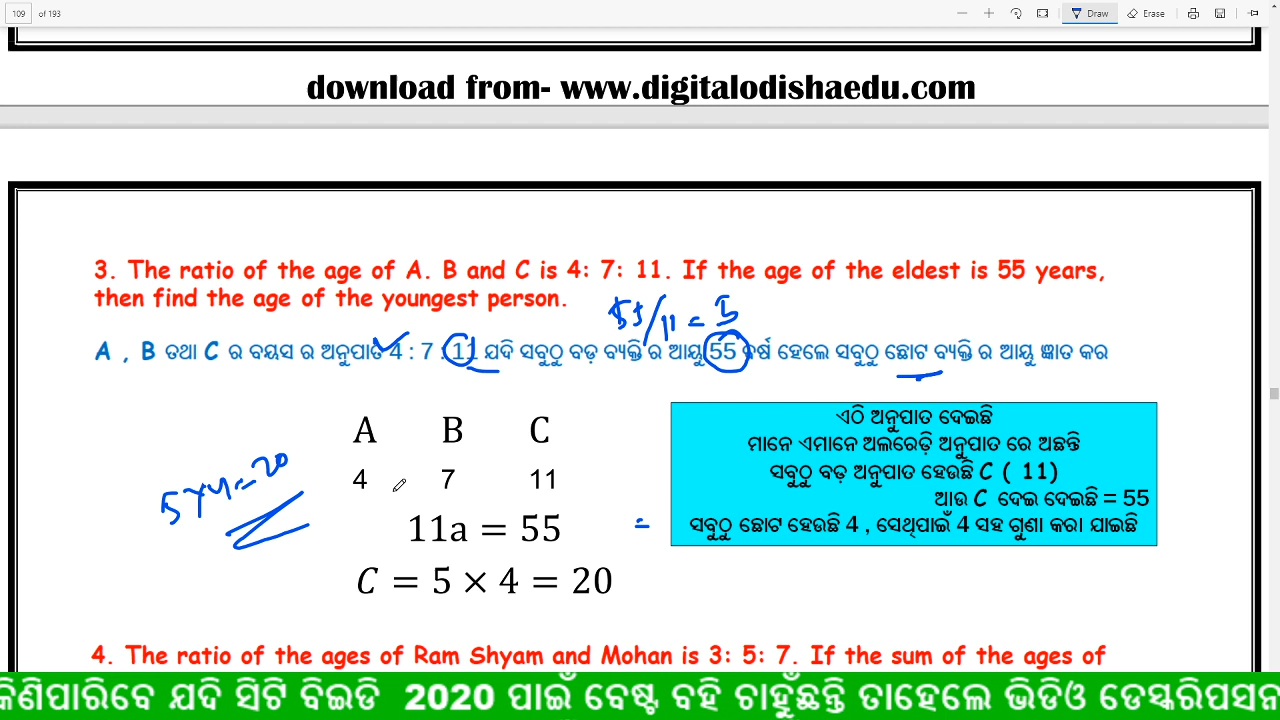 109 of 193
Draw
Erase
download from- www.digitalodishaedu.com
3. The ratio of the age of A. B and C is 4: 7: 11. If the age of the eldest is 55 years,
then find the age of the youngest person.
55/11 = 5
A , B ତଥା C ର ବୟସ ର ଅନୁପାତ 4 : 7 : 11 ଯଦି ସବୁଠୁ ବଡ଼ ବ୍ୟକ୍ତି ର ଆୟୁ 55 ବର୍ଷ ହେଲେ ସବୁଠୁ ଛୋଟ ବ୍ୟକ୍ତି ର ଆୟୁ ଜ୍ଞାତ କର
A B C
4 7 11
5×4=20
11a = 55
=
C = 5 × 4 = 20
ଏଠି ଅନୁପାତ ଦେଇଛି
ମାନେ ଏମାନେ ଅଲରେଡ଼ି ଅନୁପାତ ରେ ଅଛନ୍ତି
ସବୁଠୁ ବଡ଼ ଅନୁପାତ ହେଉଛି C ( 11)
ଆଉ C ଦେଇ ଦେଇଛି = 55
ସବୁଠୁ ଛୋଟ ହେଉଛି 4 , ସେଥିପାଇଁ 4 ସହ ଗୁଣା କରା ଯାଇଛି
4. The ratio of the ages of Ram Shyam and Mohan is 3: 5: 7. If the sum of the ages of
କିଣିପାରିବେ ଯଦି ସିଟି ବିଇଡି 2020 ପାଇଁ ବେଷ୍ଟ ବହି ଚାହୁଁଛନ୍ତି ତାହେଲେ ଭିଡିଓ ଡେସ୍କରିପସନ